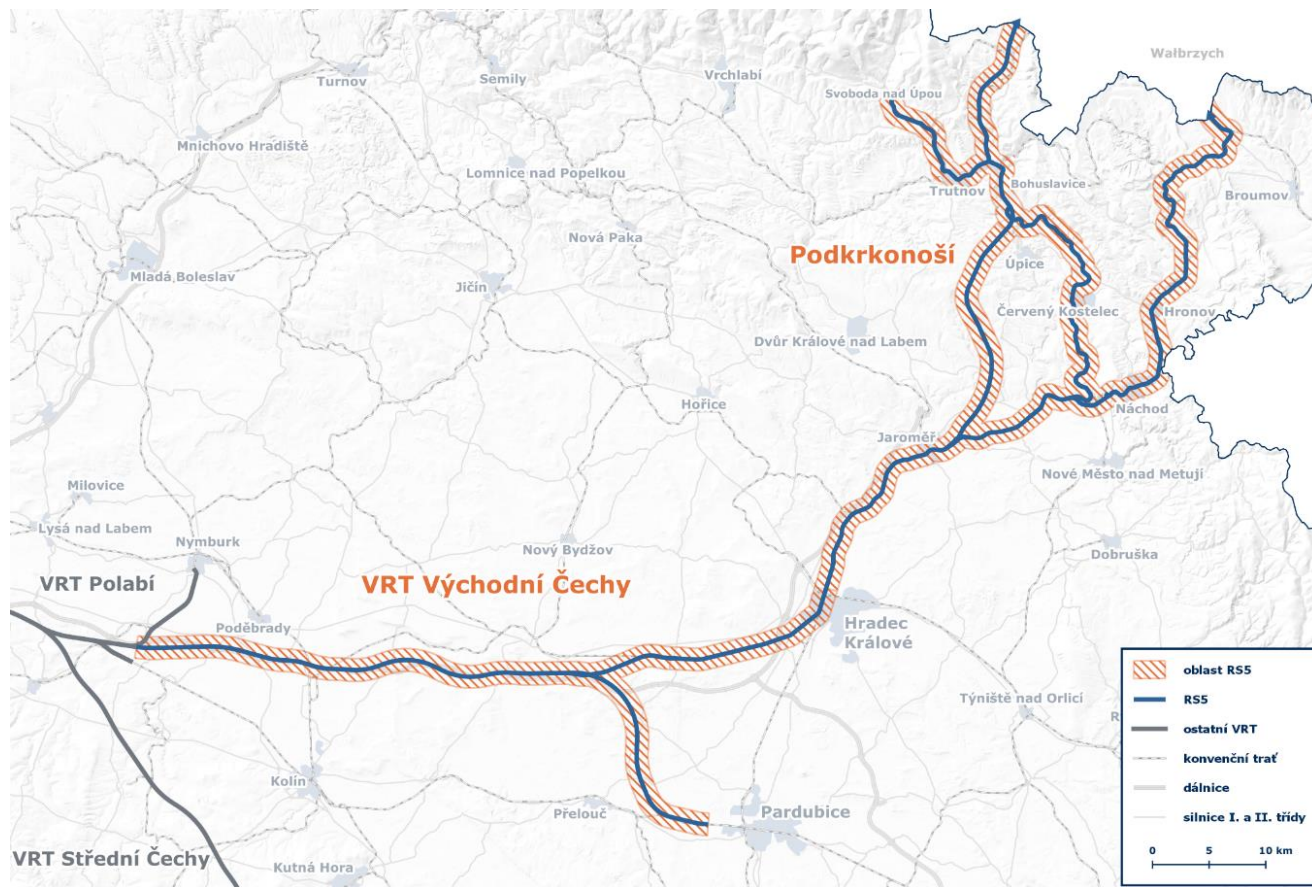 Wałbrzych
Turnov
Semily
Vrchlabí
Svoboda nad Úpou
Mnichovo Hradiště
Lomnice nad Popelkou
Trutnov
Bohuslavice
Broumov
Nová Paka
Podkrkonoší
Úpice
Mladá Boleslav
Jičín
Červený Kostelec
Hronov
Dvůr Králové nad Labem
Hořice
Náchod
Jaroměř
Nové Město nad Metují
Milovice
Lysá nad Labem
Nymburk
Nový Bydžov
Dobruška
VRT Polabí
VRT Východní Čechy
Poděbrady
Hradec
Králové
Týniště nad Orlicí
Kolín
Přelouč
Pardubice
VRT Střední Čechy
Kutná Hora
oblast RS5
RS5
ostatní VRT
konvenční trať
dálnice
silnice I. a II. třídy
0 5 10 km